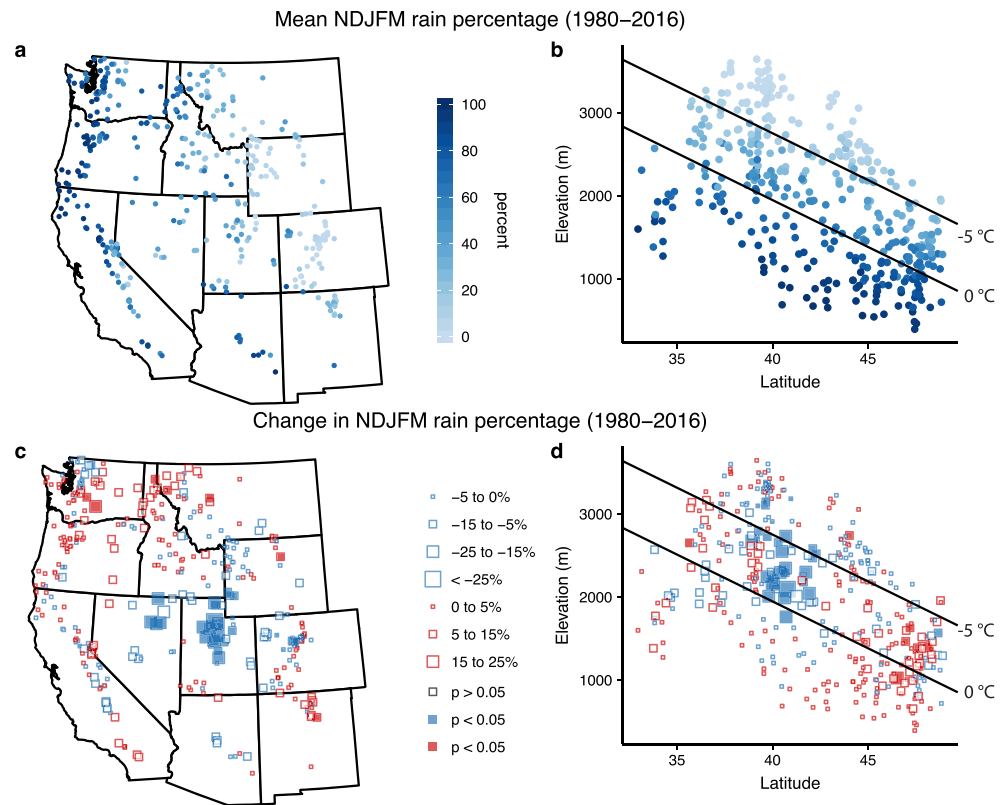 Mean NDJFM rain percentage (1980−2016)
a
100
80
60
40
20
0
percent
b
3000
2000
1000
Elevation (m)
-5 °C
0 °C
35
40
45
Latitude
Change in NDJFM rain percentage (1980−2016)
c
−5 to 0%
−15 to −5%
−25 to −15%
< −25%
0 to 5%
5 to 15%
15 to 25%
p > 0.05
p < 0.05
p < 0.05
d
3000
2000
1000
Elevation (m)
-5 °C
0 °C
35
40
45
Latitude